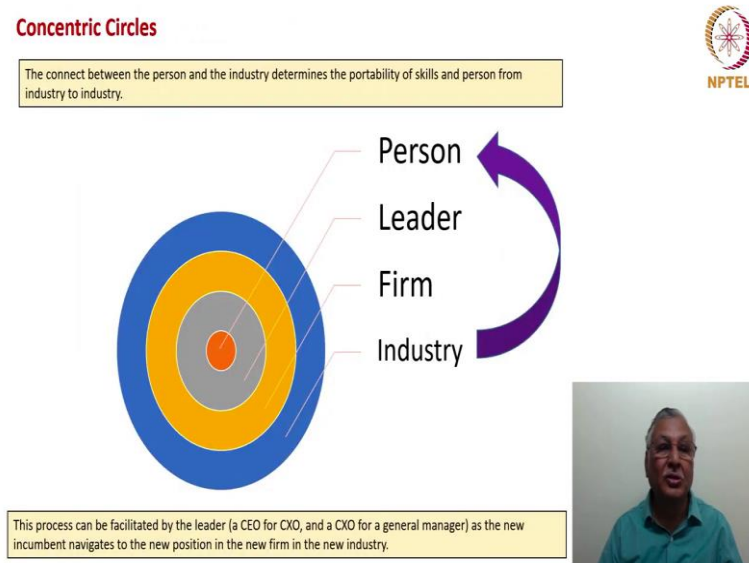 Concentric Circles
NPTEL
The connect between the person and the industry determines the portability of skills and person from
industry to industry.
Person
Leader
Firm
Industry
This process can be facilitated by the leader (a CEO for CXO, and a CXO for a general manager) as the new
incumbent navigates to the new position in the new firm in the new industry.